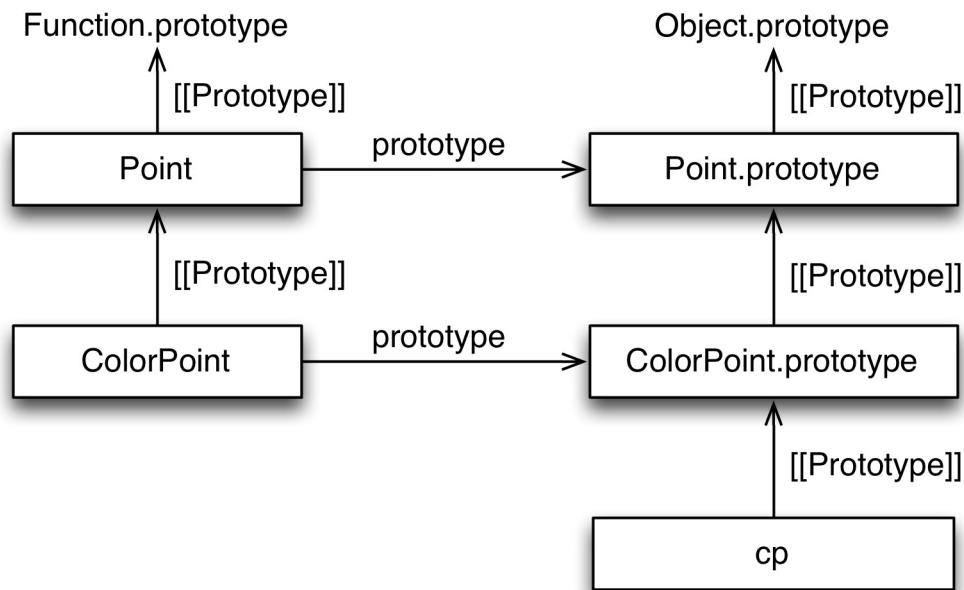 Function.prototype
Object.prototype
[[Prototype]]
[[Prototype]]
Point
prototype
Point.prototype
[[Prototype]]
[[Prototype]]
ColorPoint
prototype
ColorPoint.prototype
[[Prototype]]
cp